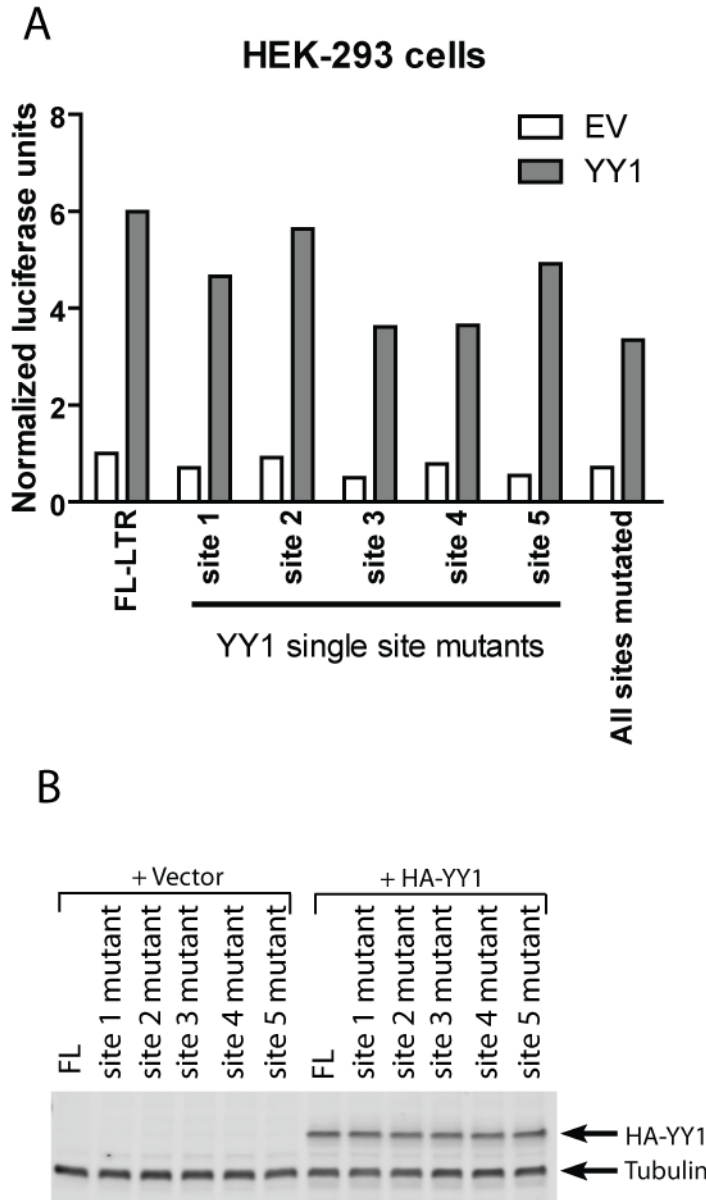 A
HEK-293 cells
Normalized luciferase units
8
6
4
2
0
EV
YY1
FL-LTR
site 1
site 2
site 3
site 4
site 5
All sites mutated
YY1 single site mutants
B
+ Vector
+ HA-YY1
FL
site 1 mutant
site 2 mutant
site 3 mutant
site 4 mutant
site 5 mutant
FL
site 1 mutant
site 2 mutant
site 3 mutant
site 4 mutant
site 5 mutant
HA-YY1
Tubulin